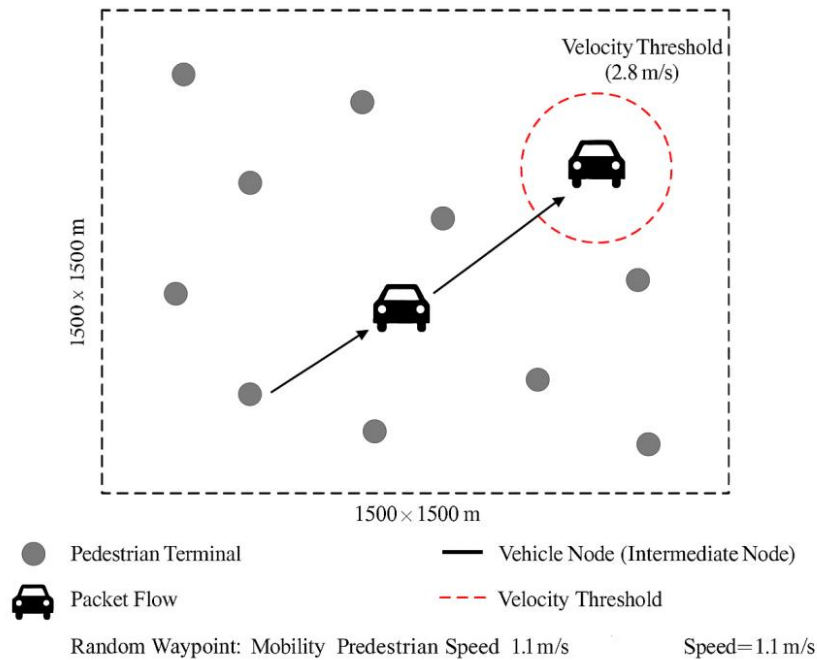 Velocity Threshold
(2.8 m/s)
1500 x 1500 m
1500 × 1500 m
Pedestrian Terminal
Vehicle Node (Intermediate Node)
Packet Flow
Velocity Threshold
Random Waypoint: Mobility Predestrian Speed 1.1 m/s Speed=1.1 m/s